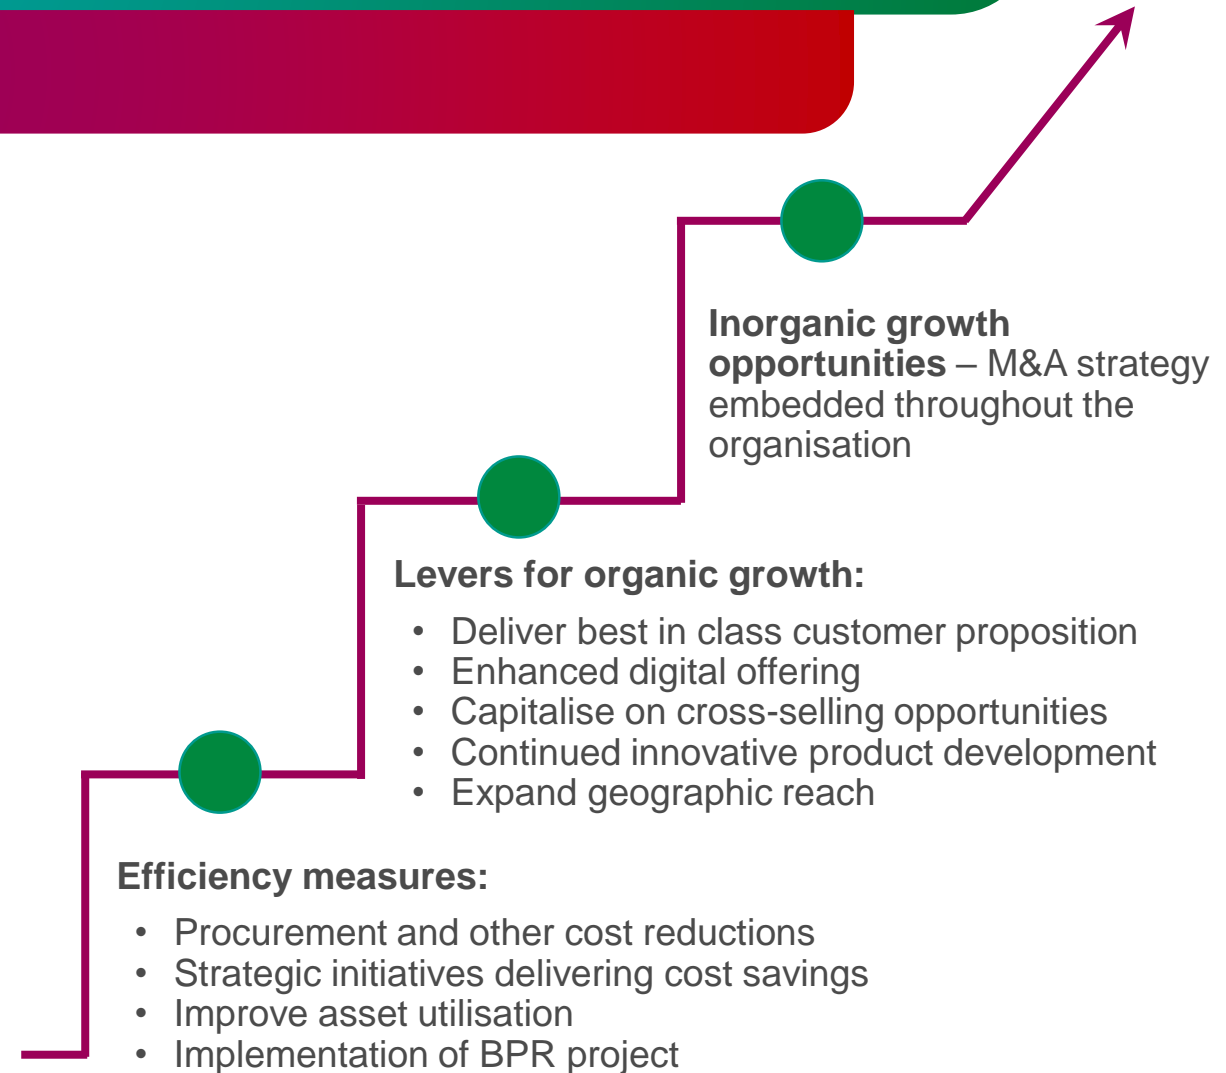 Inorganic growth
opportunities – M&A strategy
embedded throughout the
organisation
Levers for organic growth:
• Deliver best in class customer proposition
• Enhanced digital offering
• Capitalise on cross-selling opportunities
• Continued innovative product development
• Expand geographic reach
Efficiency measures:
• Procurement and other cost reductions
• Strategic initiatives delivering cost savings
• Improve asset utilisation
• Implementation of BPR project